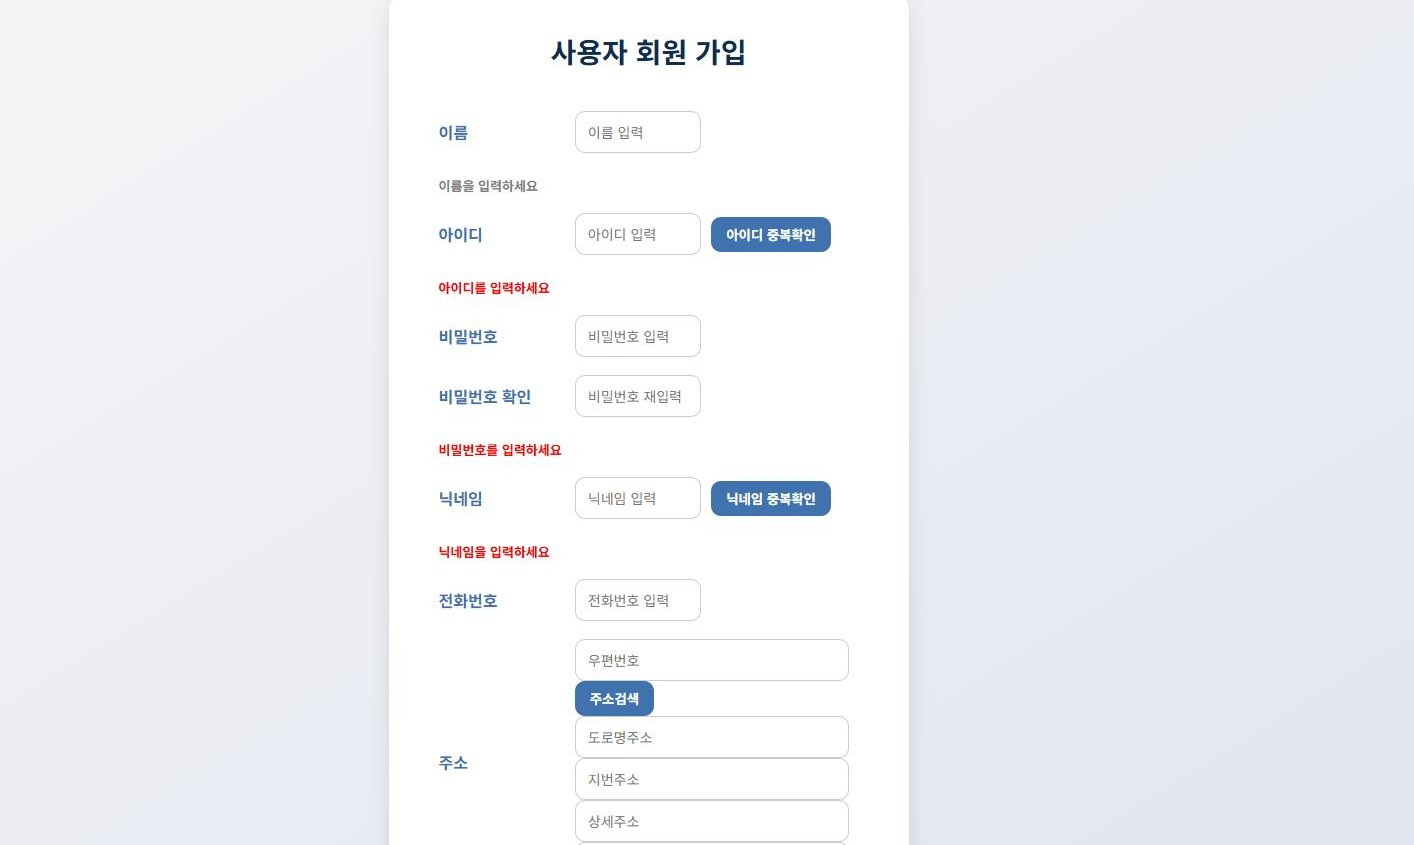 사용자 회원 가입
이름 이름 입력
이름을 입력하세요
아이디 아이디 입력 아이디 중복확인
아이디를 입력하세요
비밀번호 비밀번호 입력
비밀번호 확인 비밀번호 재입력
비밀번호를 입력하세요
닉네임 닉네임 입력 닉네임 중복확인
닉네임을 입력하세요
전화번호 전화번호 입력
우편번호
주소검색
도로명주소
주소
지번주소
상세주소